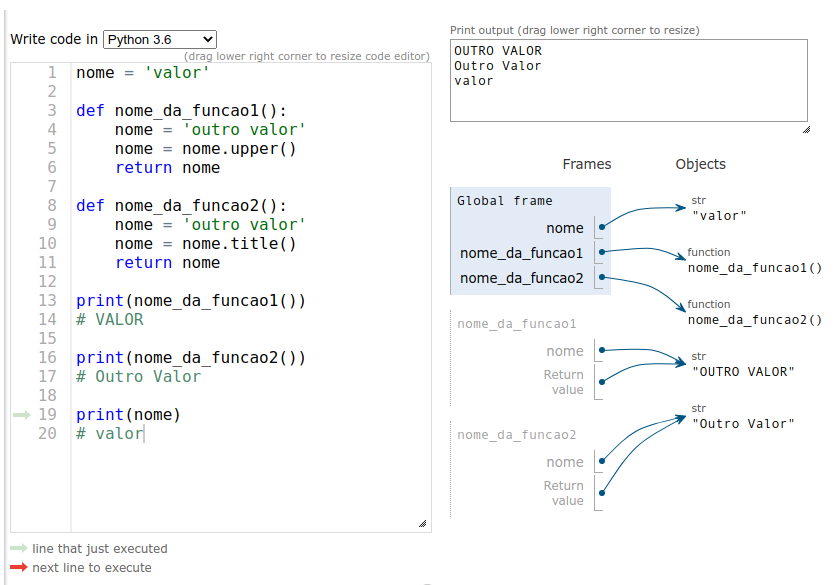 Write code in Python 3.6
(drag lower right corner to resize code editor)
1 nome = 'valor'
2
3 def nome_da_funcao1():
4     nome = 'outro valor'
5     nome = nome.upper()
6     return nome
7
8 def nome_da_funcao2():
9     nome = 'outro valor'
10     nome = nome.title()
11     return nome
12
13 print(nome_da_funcao1())
14 # VALOR
15
16 print(nome_da_funcao2())
17 # Outro Valor
18
19 print(nome)
20 # valor
line that just executed
next line to execute
Print output (drag lower right corner to resize)
OUTRO VALOR
Outro Valor
valor
Frames Objects
Global frame
nome
nome_da_funcao1
nome_da_funcao2
str
"valor"
function
nome_da_funcao1()
function
nome_da_funcao2()
nome_da_funcao1
nome
Return
value
str
"OUTRO VALOR"
nome_da_funcao2
nome
Return
value
str
"Outro Valor"